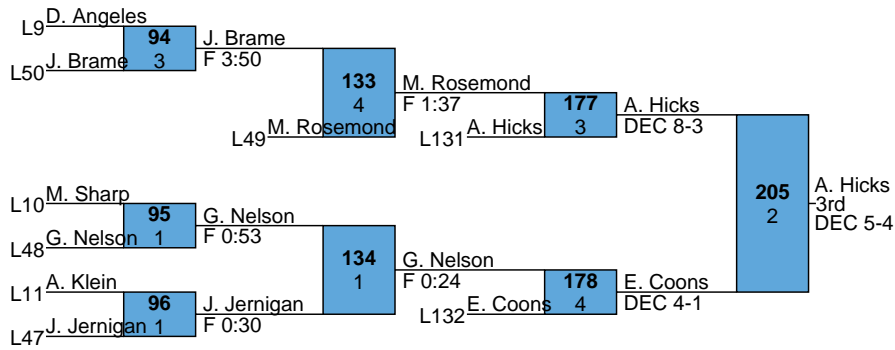 D. Angeles
L9
94
J. Brame
L50
J. Brame
3
F 3:50
133
4
M. Rosemond
L49
M. Rosemond
F 1:37
177
A. Hicks
L131
3
A. Hicks
DEC 8-3
M. Sharp
L10
95
G. Nelson
L48
1
G. Nelson
F 0:53
A. Klein
L11
96
J. Jernigan
L47
1
J. Jernigan
F 0:30
134
1
G. Nelson
F 0:24
E. Coons
L132
178
4
E. Coons
DEC 4-1
205
2
A. Hicks
3rd
DEC 5-4